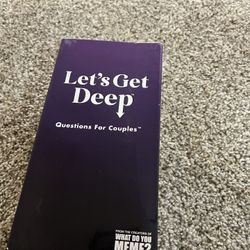 Let's Get
Deep
Questions For Couples™
FROM THE CREATORS OF
WHAT DO YOU
MEME?